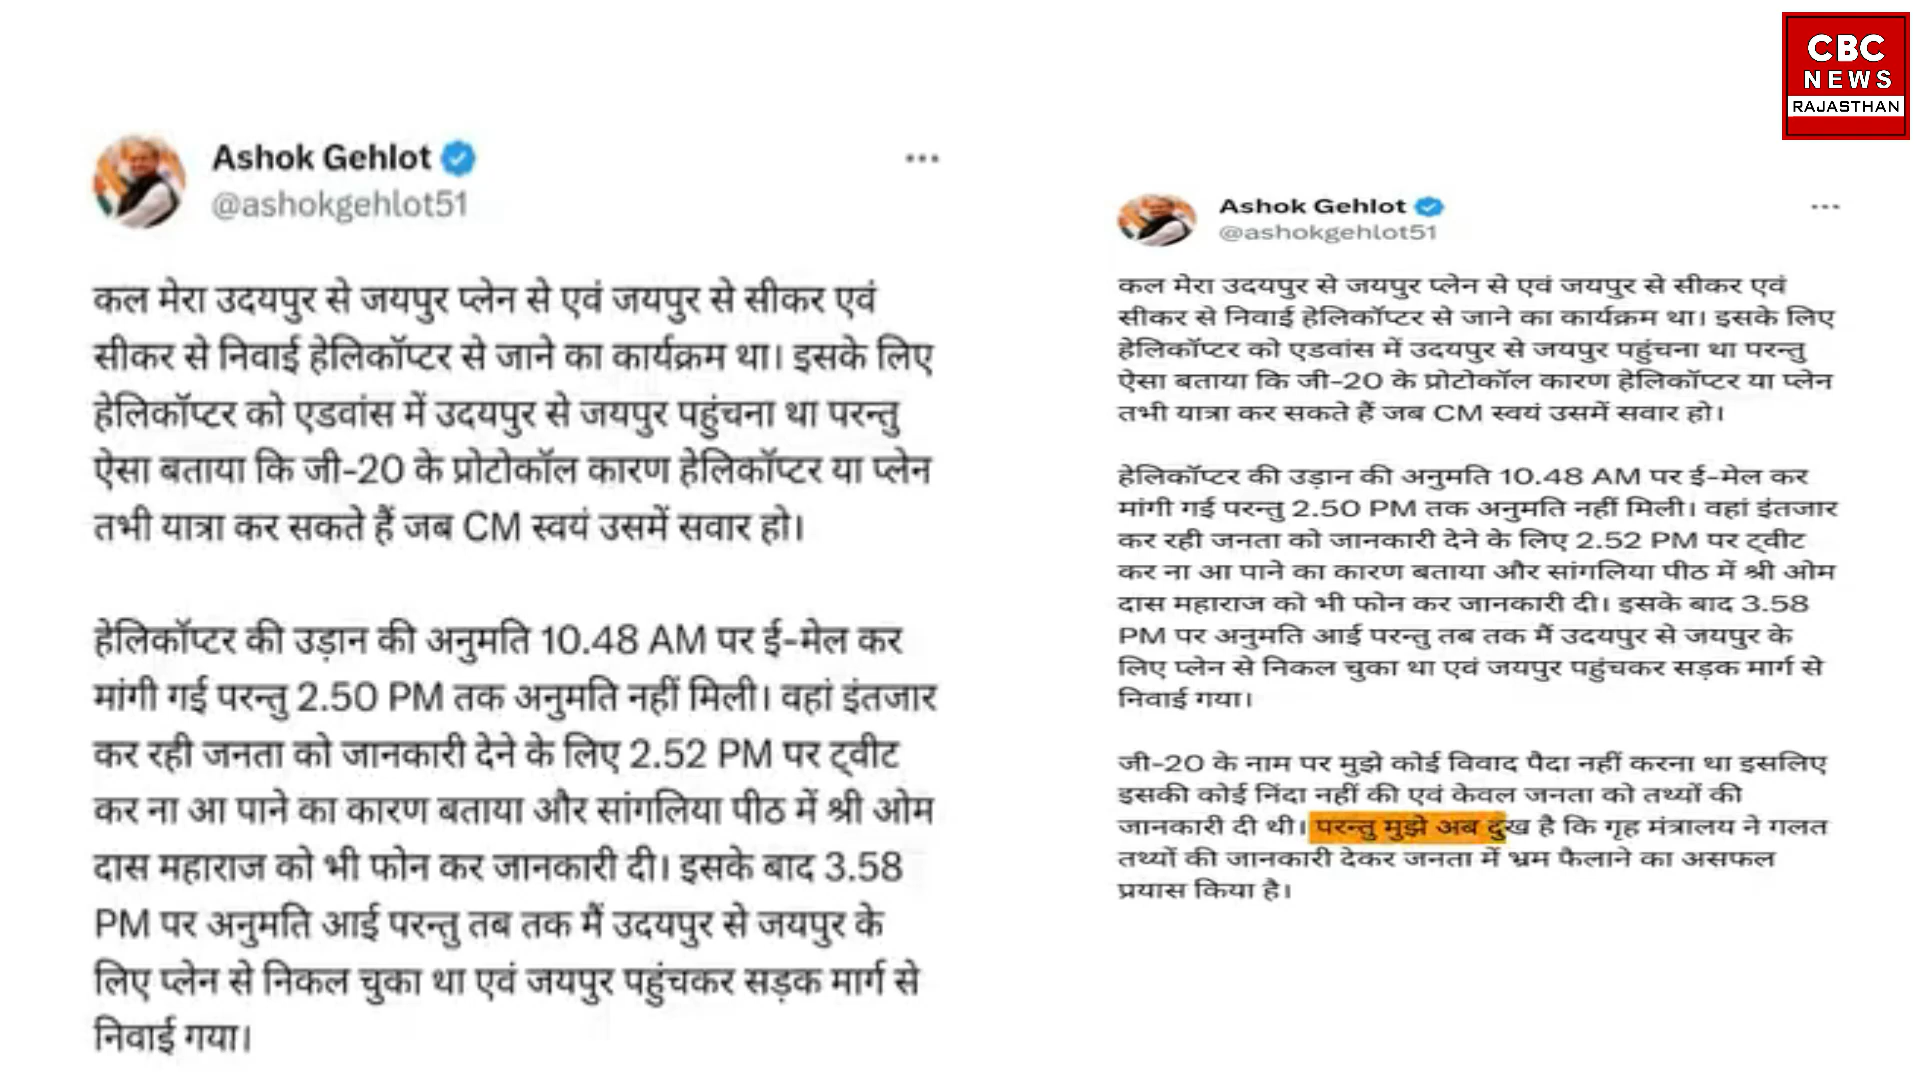 CBC
NEWS
RAJASTHAN
Ashok Gehlot
@ashokgehlot51
कल मेरा उदयपुर से जयपुर प्लेन से एवं जयपुर से सीकर एवं
सीकर से निवाई हेलिकॉप्टर से जाने का कार्यक्रम था। इसके लिए
हेलिकॉप्टर को एडवांस में उदयपुर से जयपुर पहुंचना था परन्तु
ऐसा बताया कि जी-20 के प्रोटोकॉल कारण हेलिकॉप्टर या प्लेन
तभी यात्रा कर सकते हैं जब CM स्वयं उसमें सवार हो।
हेलिकॉप्टर की उड़ान की अनुमति 10.48 AM पर ई-मेल कर
मांगी गई परन्तु 2.50 PM तक अनुमति नहीं मिली। वहां इंतजार
कर रही जनता को जानकारी देने के लिए 2.52 PM पर ट्वीट
कर ना आ पाने का कारण बताया और सांगलिया पीठ में श्री ओम
दास महाराज को भी फोन कर जानकारी दी। इसके बाद 3.58
PM पर अनुमति आई परन्तु तब तक मैं उदयपुर से जयपुर के
लिए प्लेन से निकल चुका था एवं जयपुर पहुंचकर सड़क मार्ग से
निवाई गया।
Ashok Gehlot
@ashokgehlot51
कल मेरा उदयपुर से जयपुर प्लेन से एवं जयपुर से सीकर एवं
सीकर से निवाई हेलिकॉप्टर से जाने का कार्यक्रम था। इसके लिए
हेलिकॉप्टर को एडवांस में उदयपुर से जयपुर पहुंचना था परन्तु
ऐसा बताया कि जी-20 के प्रोटोकॉल कारण हेलिकॉप्टर या प्लेन
तभी यात्रा कर सकते हैं जब CM स्वयं उसमें सवार हो।
हेलिकॉप्टर की उड़ान की अनुमति 10.48 AM पर ई-मेल कर
मांगी गई परन्तु 2.50 PM तक अनुमति नहीं मिली। वहां इंतजार
कर रही जनता को जानकारी देने के लिए 2.52 PM पर ट्वीट
कर ना आ पाने का कारण बताया और सांगलिया पीठ में श्री ओम
दास महाराज को भी फोन कर जानकारी दी। इसके बाद 3.58
PM पर अनुमति आई परन्तु तब तक मैं उदयपुर से जयपुर के
लिए प्लेन से निकल चुका था एवं जयपुर पहुंचकर सड़क मार्ग से
निवाई गया।
जी-20 के नाम पर मुझे कोई विवाद पैदा नहीं करना था इसलिए
इसकी कोई निंदा नहीं की एवं केवल जनता को तथ्यों की
जानकारी दी थी। परन्तु मुझे अब दुख है कि गृह मंत्रालय ने गलत
तथ्यों की जानकारी देकर जनता में भ्रम फैलाने का असफल
प्रयास किया है।